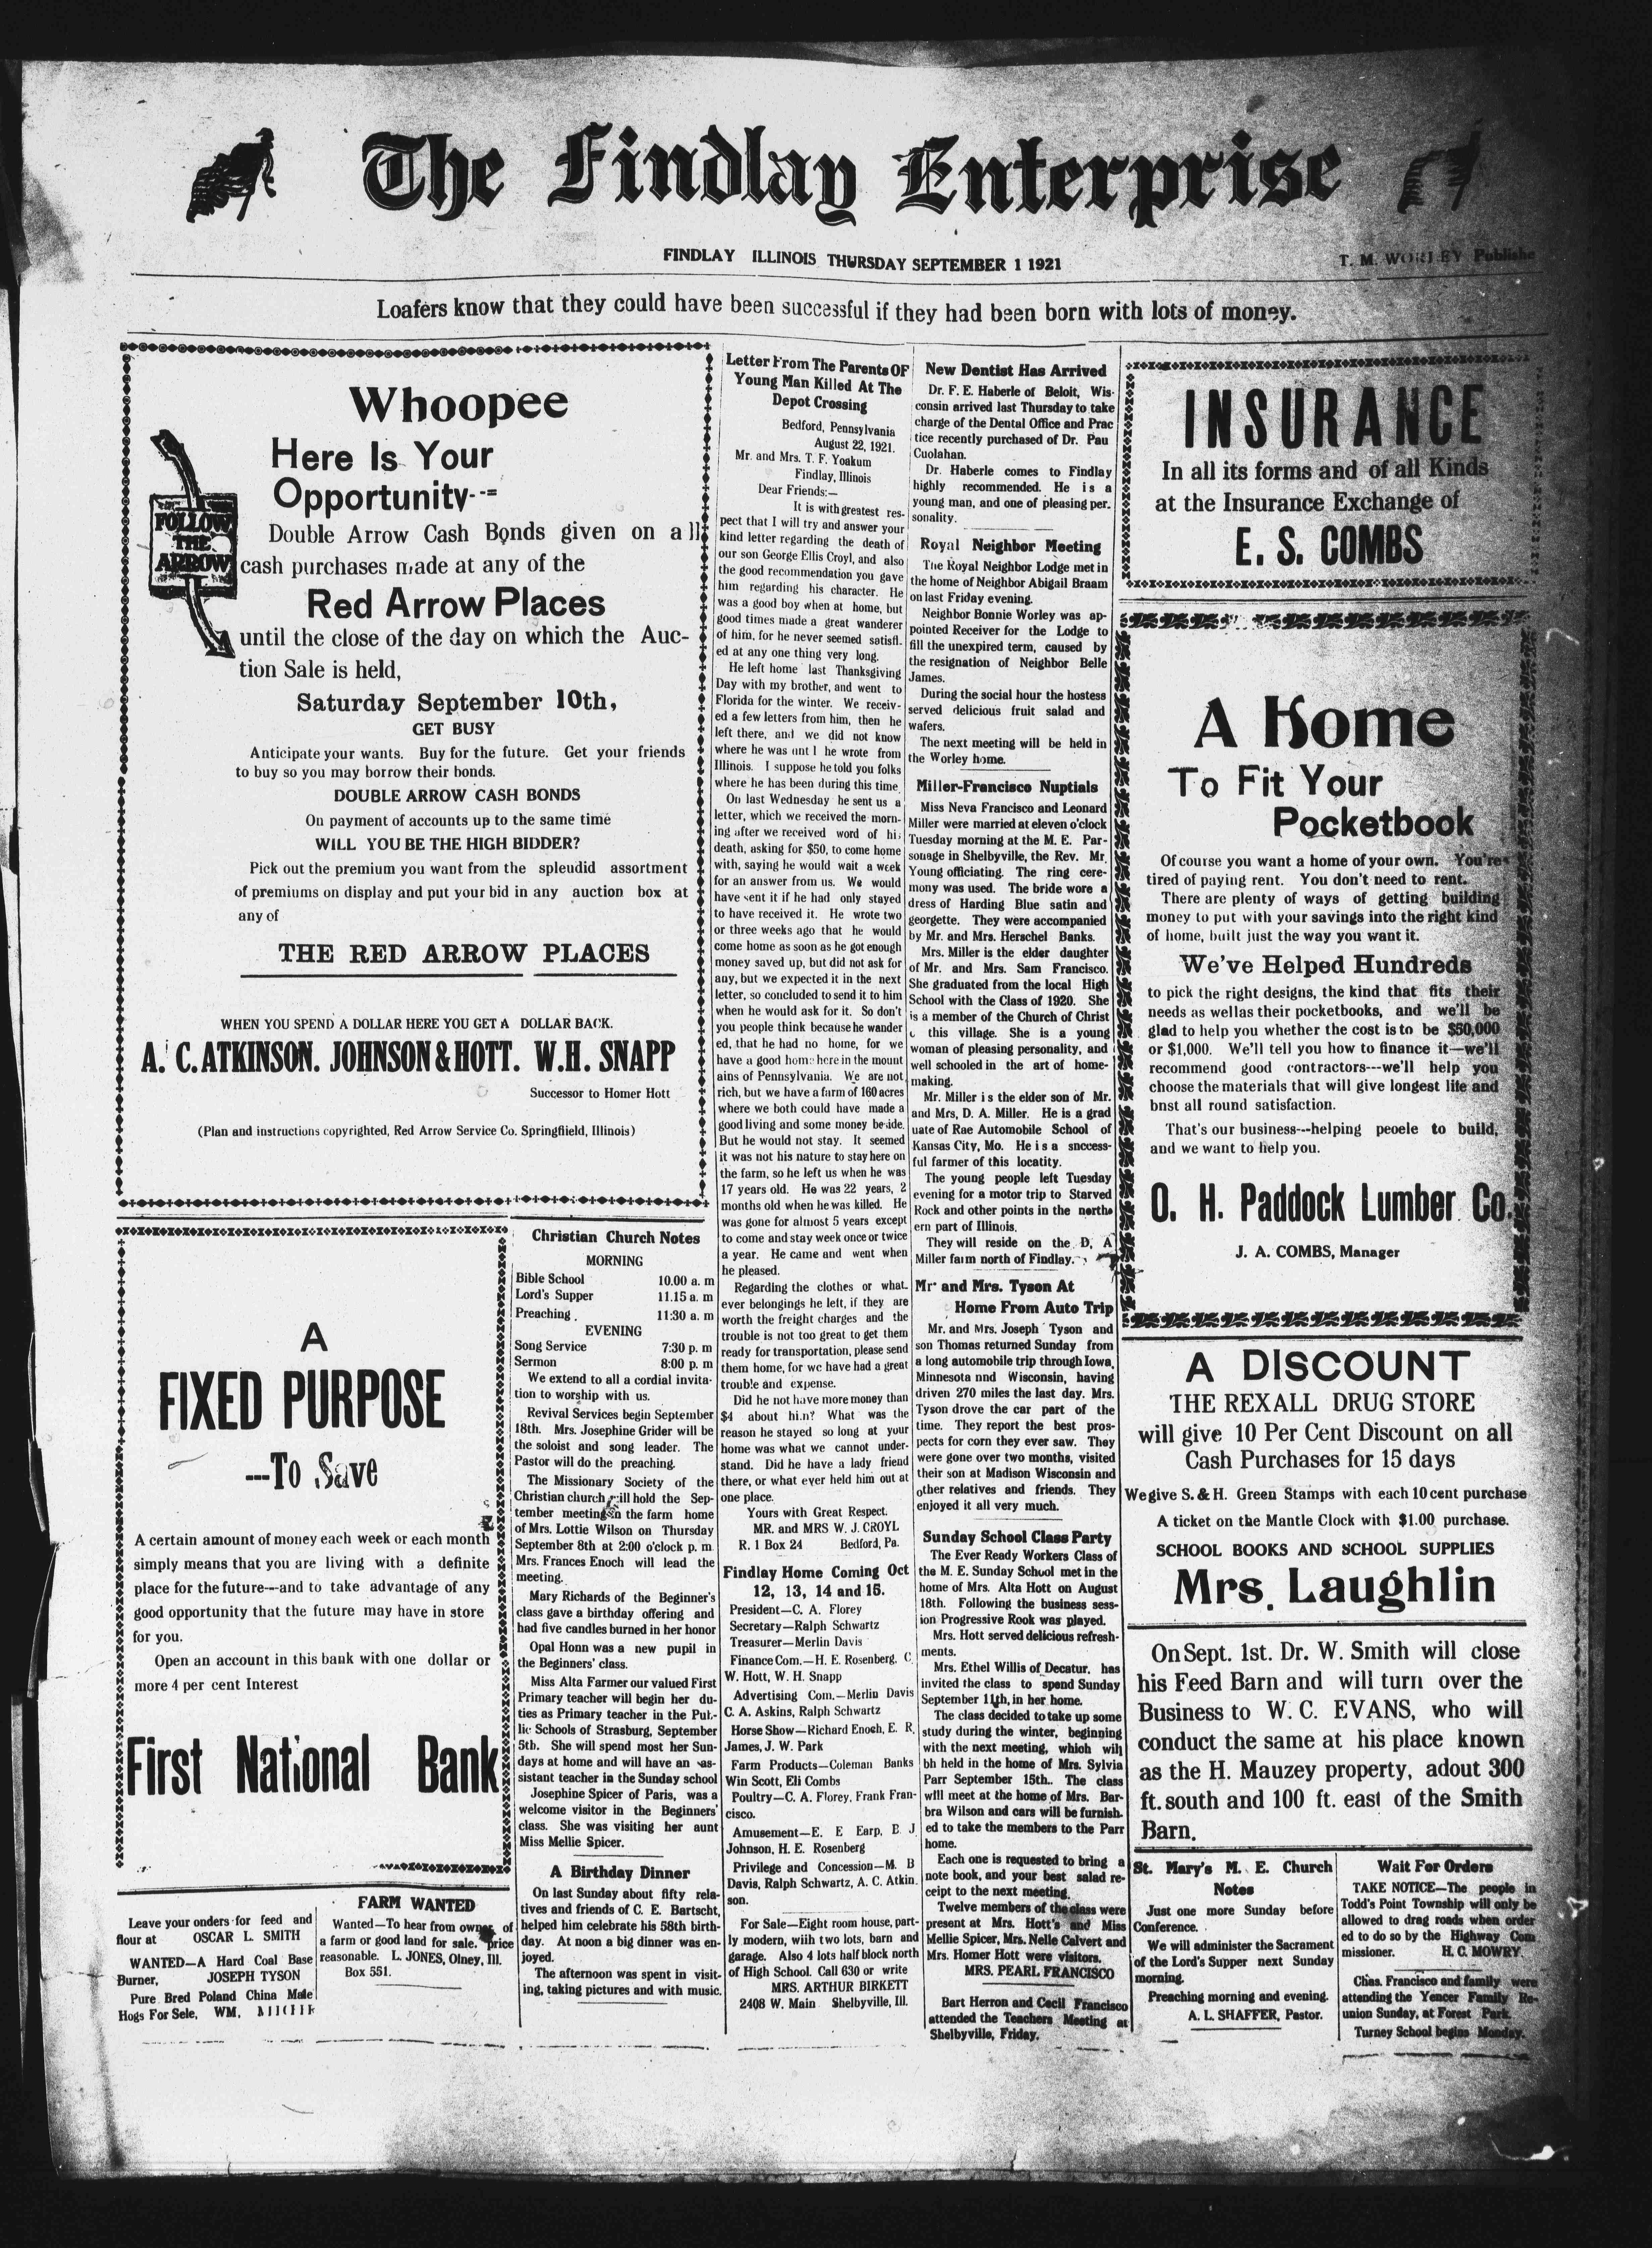 The Findlay Enterprise
FINDLAY ILLINOIS THURSDAY SEPTEMBER 1 1921
T. M. WORLEY Publishe
Loafers know that they could have been successful if they had been born with lots of money.
Whoopee
Here Is Your
Opportunity--=
FOLLOW
THE
ARROW
Double Arrow Cash Bonds given on all
cash purchases made at any of the
Red Arrow Places
until the close of the day on which the Auc-
tion Sale is held,
Saturday September 10th,
GET BUSY
Anticipate your wants. Buy for the future. Get your friends
to buy so you may borrow their bonds.
DOUBLE ARROW CASH BONDS
On payment of accounts up to the same time
WILL YOU BE THE HIGH BIDDER?
Pick out the premium you want from the spleudid assortment
of premiums on display and put your bid in any auction box at
any of
THE RED ARROW PLACES
WHEN YOU SPEND A DOLLAR HERE YOU GET A DOLLAR BACK.
A. C. ATKINSON. JOHNSON & HOTT. W.H. SNAPP
Successor to Homer Hott
(Plan and instructions copyrighted, Red Arrow Service Co. Springflield, Illinois)
A
FIXED PURPOSE
---To Save
A certain amount of money each week or each month
simply means that you are living with a definite
place for the future---and to take advantage of any
good opportunity that the future may have in store
for you.
Open an account in this bank with one dollar or
more 4 per cent Interest
First National Bank
Leave your onders for feed and
flour at OSCAR L. SMITH
WANTED—A Hard Coal Base
Burner, JOSEPH TYSON
Pure Bred Poland China Male
Hogs For Sele, WM.
FARM WANTED
Wanted—To hear from owner of
a farm or good land for sale. price
reasonable. L. JONES, Olney, Ill.
Box 551.
Christian Church Notes
MORNING
Bible School 10.00 a. m
Lord's Supper 11.15 a. m
Preaching . 11:30 a. m
EVENING
Song Service 7:30 p. m
Sermon 8:00 p. m
We extend to all a cordial invita-
tion to worship with us.
Revival Services begin September
18th. Mrs. Josephine Grider will be
the soloist and song leader. The
Pastor will do the preaching.
The Missionary Society of the
Christian church will hold the Sep-
tember meeting in the farm home
of Mrs. Lottie Wilson on Thursday
September 8th at 2:00 o'clock p. m.
Mrs. Frances Enoch will lead the
meeting.
Mary Richards of the Beginner's
class gave a birthday offering and
had five candles burned in her honor
Opal Honn was a new pupil in
the Beginners' class.
Miss Alta Farmer our valued First
Primary teacher will begin her du-
ties as Primary teacher in the Pub-
lic Schools of Strasburg, September
5th. She will spend most her Sun-
days at home and will have an as-
sistant teacher in the Sunday school
Josephine Spicer of Paris, was a
welcome visitor in the Beginners'
class. She was visiting her aunt
Miss Mellie Spicer.
A Birthday Dinner
On last Sunday about fifty rela-
tives and friends of C. E. Bartscht,
helped him celebrate his 58th birth-
day. At noon a big dinner was en-
joyed.
The afternoon was spent in visit-
ing, taking pictures and with music.
Letter From The Parents OF
Young Man Killed At The
Depot Crossing
Bedford, Pennsylvania
August 22, 1921.
Mr. and Mrs. T. F. Yoakum
Findlay, Illinois
Dear Friends:—
It is with greatest res-
pect that I will try and answer your
kind letter regarding the death of
our son George Ellis Croyl, and also
the good recommendation you gave
him regarding his character. He
was a good boy when at home, but
good times made a great wanderer
of him, for he never seemed satisfi-
ed at any one thing very long.
He left home last Thanksgiving
Day with my brother, and went to
Florida for the winter. We receiv-
ed a few letters from him, then he
left there, and we did not know
where he was unt l he wrote from
Illinois. I suppose he told you folks
where he has been during this time
On last Wednesday he sent us a
letter, which we received the morn-
ing after we received word of his
death, asking for $50, to come home
with, saying he would wait a week
for an answer from us. We would
have sent it if he had only stayed
to have received it. He wrote two
or three weeks ago that he would
come home as soon as he got enough
money saved up, but did not ask for
any, but we expected it in the next
letter, so concluded to send it to him
when he would ask for it. So don't
you people think because he wander
ed, that he had no home, for we
have a good home here in the mount
ains of Pennsylvania. We are not
rich, but we have a farm of 160 acres
where we both could have made a
good living and some money beside.
But he would not stay. It seemed
it was not his nature to stay here on
the farm, so he left us when he was
17 years old. He was 22 years, 2
months old when he was killed. He
was gone for almost 5 years except
to come and stay week once or twice
a year. He came and went when
he pleased.
Regarding the clothes or what-
ever belongings he left, if they are
worth the freight charges and the
trouble is not too great to get them
ready for transportation, please send
them home, for we have had a great
trouble and expense.
Did he not have more money than
$4 about him? What was the
reason he stayed so long at your
home was what we cannot under-
stand. Did he have a lady friend
there, or what ever held him out at
one place.
Yours with Great Respect.
MR. and MRS W. J. CROYL
R. 1 Box 24 Bedford, Pa.
Findlay Home Coming Oct
12, 13, 14 and 15.
President—C. A. Florey
Secretary—Ralph Schwartz
Treasurer—Merlin Davis
Finance Com.—H. E. Rosenberg, C.
W. Hott, W. H. Snapp
Advertising Com.—Merlin Davis
C. A. Askins, Ralph Schwartz
Horse Show—Richard Enoch, E. R.
James, J. W. Park
Farm Products—Coleman Banks
Win Scott, Eli Combs
Poultry—C. A. Florey, Frank Fran-
cisco.
Amusement—E. E Earp, E. J
Johnson, H. E. Rosenberg
Privilege and Concession—M. B
Davis, Ralph Schwartz, A. C. Atkin-
son.
For Sale—Eight room house, part-
ly modern, wiih two lots, barn and
garage. Also 4 lots half block north
of High School. Call 630 or write
MRS. ARTHUR BIRKETT
2408 W. Main Shelbyville, Ill.
New Dentist Has Arrived
Dr. F. E. Haberle of Beloit, Wis-
consin arrived last Thursday to take
charge of the Dental Office and Prac
tice recently purchased of Dr. Pau
Cuolahan.
Dr. Haberle comes to Findlay
highly recommended. He is a
young man, and one of pleasing per-
sonality.
Royal Neighbor Meeting
The Royal Neighbor Lodge met in
the home of Neighbor Abigail Braam
on last Friday evening.
Neighbor Bonnie Worley was ap-
pointed Receiver for the Lodge to
fill the unexpired term, caused by
the resignation of Neighbor Belle
James.
During the social hour the hostess
served delicious fruit salad and
wafers.
The next meeting will be held in
the Worley home.
Miller-Francisco Nuptials
Miss Neva Francisco and Leonard
Miller were married at eleven o'clock
Tuesday morning at the M. E. Par-
sonage in Shelbyville, the Rev. Mr.
Young officiating. The ring cere-
mony was used. The bride wore a
dress of Harding Blue satin and
georgette. They were accompanied
by Mr. and Mrs. Herschel Banks.
Mrs. Miller is the elder daughter
of Mr. and Mrs. Sam Francisco.
She graduated from the local High
School with the Class of 1920. She
is a member of the Church of Christ
this village. She is a young
woman of pleasing personality, and
well schooled in the art of home-
making.
Mr. Miller is the elder son of Mr.
and Mrs, D. A. Miller. He is a grad
uate of Rae Automobile School of
Kansas City, Mo. He is a snccess-
ful farmer of this locatity.
The young people left Tuesday
evening for a motor trip to Starved
Rock and other points in the north-
ern part of Illinois.
They will reside on the D, A
Miller farm north of Findlay.
Mr and Mrs. Tyson At
Home From Auto Trip
Mr. and Mrs. Joseph Tyson and
son Thomas returned Sunday from
a long automobile trip through Iowa,
Minnesota nnd Wisconsin, having
driven 270 miles the last day. Mrs.
Tyson drove the car part of the
time. They report the best pros-
pects for corn they ever saw. They
were gone over two months, visited
their son at Madison Wisconsin and
other relatives and friends. They
enjoyed it all very much.
Sunday School Class Party
The Ever Ready Workers Class of
the M. E. Sunday School met in the
home of Mrs. Alta Hott on August
18th. Following the business sess-
ion Progressive Rook was played.
Mrs. Hott served delicious refresh-
ments.
Mrs. Ethel Willis of Decatur, has
invited the class to spend Sunday
September 11th, in her home.
The class decided to take up some
study during the winter, beginning
with the next meeting, which will
bh held in the home of Mrs. Sylvia
Parr September 15th.. The class
will meet at the home of Mrs. Bar-
bra Wilson and cars will be furnish-
ed to take the members to the Parr
home.
Each one is requested to bring a
note book, and your best salad re-
ceipt to the next meeting.
Twelve members of the class were
present at Mrs. Hott's and Miss
Mellie Spicer, Mrs. Nelle Calvert and
Mrs. Homer Hott were visitors.
MRS. PEARL FRANCISCO
Bart Herron and Cecil Francisco
attended the Teachers Meeting at
Shelbyville, Friday.
INSURANCE
In all its forms and of all Kinds
at the Insurance Exchange of
E. S. COMBS
A Home
To Fit Your
Pocketbook
Of course you want a home of your own. You're
tired of paying rent. You don't need to rent.
There are plenty of ways of getting building
money to put with your savings into the right kind
of home, built just the way you want it.
We've Helped Hundreds
to pick the right designs, the kind that fits their
needs as wellas their pocketbooks, and we'll be
glad to help you whether the cost is to be $50,000
or $1,000. We'll tell you how to finance it—we'll
recommend good contractors---we'll help you
choose the materials that will give longest life and
bnst all round satisfaction.
That's our business---helping peoele to build,
and we want to help you.
O. H. Paddock Lumber Co.
J. A. COMBS, Manager
A DISCOUNT
THE REXALL DRUG STORE
will give 10 Per Cent Discount on all
Cash Purchases for 15 days
We give S. & H. Green Stamps with each 10 cent purchase
A ticket on the Mantle Clock with $1.00 purchase.
SCHOOL BOOKS AND SCHOOL SUPPLIES
Mrs. Laughlin
On Sept. 1st. Dr. W. Smith will close
his Feed Barn and will turn over the
Business to W. C. EVANS, who will
conduct the same at his place known
as the H. Mauzey property, adout 300
ft. south and 100 ft. east of the Smith
Barn.
St. Mary's M. E. Church
Notes
Just one more Sunday before
Conference.
We will administer the Sacrament
of the Lord's Supper next Sunday
morning.
Preaching morning and evening.
A. L. SHAFFER, Pastor.
Wait For Orders
TAKE NOTICE—The people in
Todd's Point Township will only be
allowed to drag roads when order
ed to do so by the Highway Com
missioner. H. C. MOWRY.
Chas. Francisco and family were
attending the Yencer Family Re-
union Sunday, at Forest Park.
Turney School begins Monday.